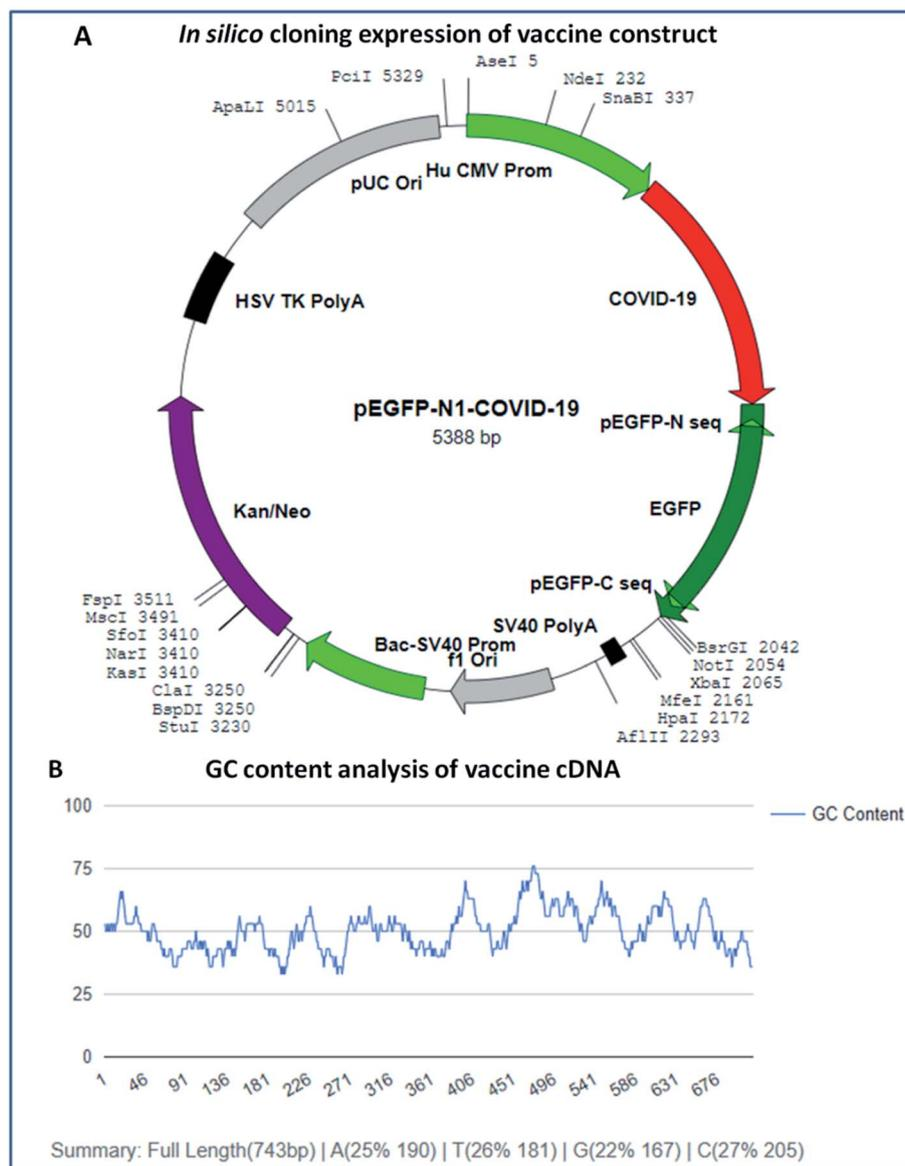 A
In silico cloning expression of vaccine construct
AseI 5
PciI 5329
NdeI 232
SnaBI 337
ApaLI 5015
Hu CMV Prom
pUC Ori
HSV TK PolyA
COVID-19
pEGFP-N1-COVID-19
5388 bp
pEGFP-N seq
Kan/Neo
EGFP
pEGFP-C seq
FspI 3511
MscI 3491
SfoI 3410
NarI 3410
KasI 3410
ClaI 3250
BspDI 3250
StuI 3230
SV40 PolyA
Bac-SV40 Prom
f1 Ori
BsrGI 2042
NotI 2054
XbaI 2065
MfeI 2161
HpaI 2172
AflII 2293
B
GC content analysis of vaccine cDNA
100
75
50
25
0
GC Content
1 46 91 136 181 226 271 316 361 406 451 496 541 586 631 676
Summary: Full Length(743bp) | A(25% 190) | T(26% 181) | G(22% 167) | C(27% 205)